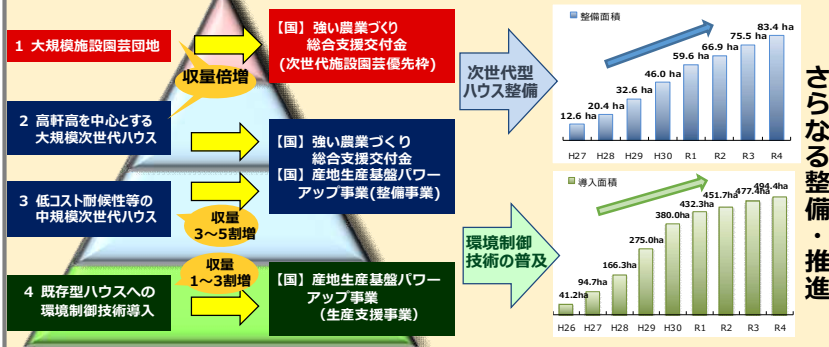 1 大規模施設園芸団地
収量倍増
【国】強い農業づくり
総合支援交付金
(次世代施設園芸優先枠)
2 高軒高を中心とする
大規模次世代ハウス
【国】強い農業づくり
総合支援交付金
【国】産地生産基盤パワー
アップ事業(整備事業)
3 低コスト耐候性等の
中規模次世代ハウス
収量
3~5割増
4 既存型ハウスへの
環境制御技術導入
収量
1~3割増
【国】産地生産基盤パワー
アップ事業
(生産支援事業)
次世代型
ハウス整備
整備面積
12.6 ha
20.4 ha
32.6 ha
46.0 ha
59.6 ha
66.9 ha
75.5 ha
83.4 ha
H27 H28 H29 H30 R1 R2 R3 R4
環境制御
技術の普及
導入面積
41.2ha
94.7ha
166.3ha
275.0ha
380.0ha
432.3ha
451.7ha
477.4ha
494.4ha
H26 H27 H28 H29 H30 R1 R2 R3 R4
さらなる整備・推進